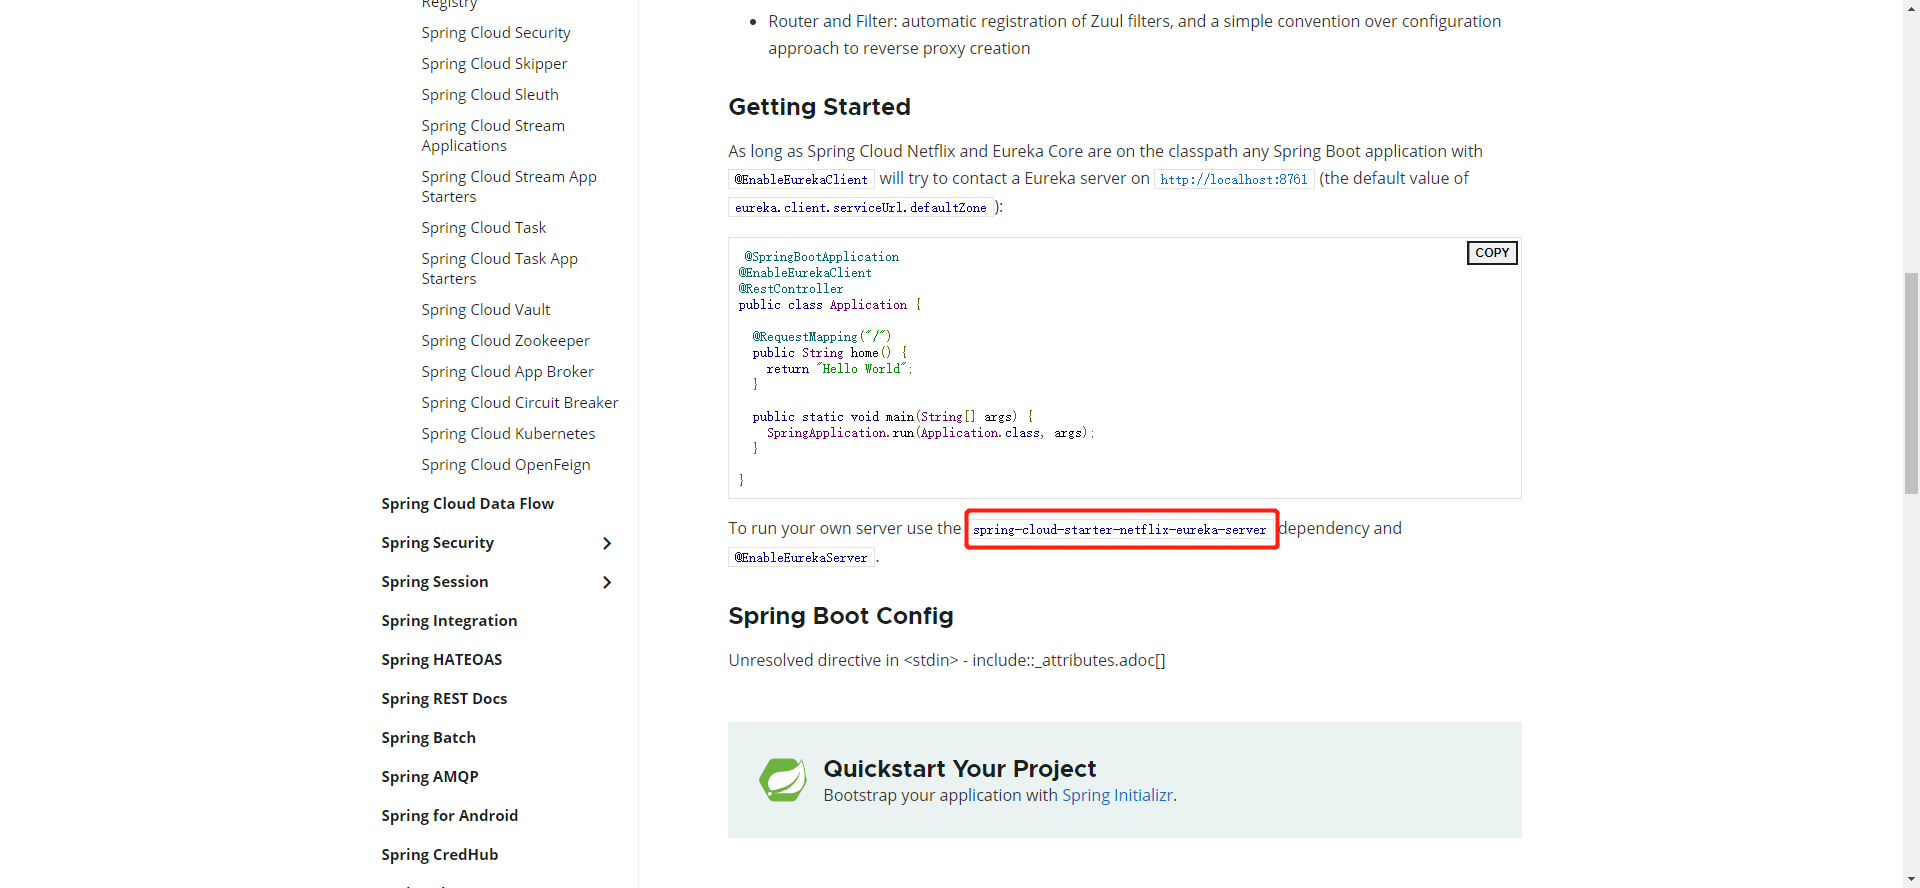 Registry
Spring Cloud Security
Spring Cloud Skipper
Spring Cloud Sleuth
Spring Cloud Stream
Applications
Spring Cloud Stream App
Starters
Spring Cloud Task
Spring Cloud Task App
Starters
Spring Cloud Vault
Spring Cloud Zookeeper
Spring Cloud App Broker
Spring Cloud Circuit Breaker
Spring Cloud Kubernetes
Spring Cloud OpenFeign
Spring Cloud Data Flow
Spring Security
Spring Session
Spring Integration
Spring HATEOAS
Spring REST Docs
Spring Batch
Spring AMQP
Spring for Android
Spring CredHub
• Router and Filter: automatic registration of Zuul filters, and a simple convention over configuration
approach to reverse proxy creation
Getting Started
As long as Spring Cloud Netflix and Eureka Core are on the classpath any Spring Boot application with
@EnableEurekaClient will try to contact a Eureka server on http://localhost:8761 (the default value of
eureka.client.serviceUrl.defaultZone):
COPY
@SpringBootApplication
@EnableEurekaClient
@RestController
public class Application {
@RequestMapping("/")
public String home() {
return "Hello World";
}
public static void main(String[] args) {
SpringApplication.run(Application.class, args);
}
}
To run your own server use the spring-cloud-starter-netflix-eureka-server dependency and
@EnableEurekaServer.
Spring Boot Config
Unresolved directive in <stdin> - include::_attributes.adoc[]
Quickstart Your Project
Bootstrap your application with Spring Initializr.